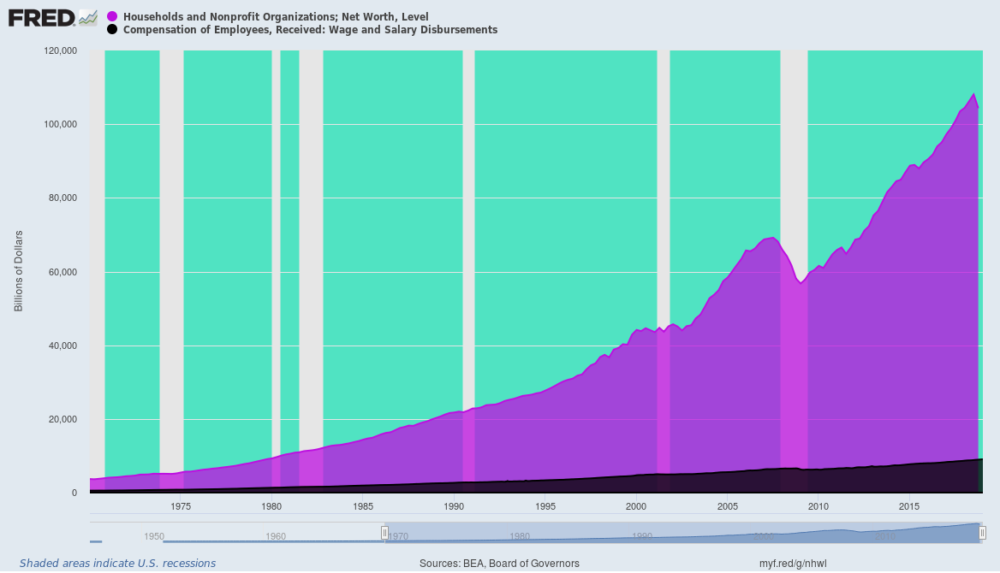 FRED
Households and Nonprofit Organizations; Net Worth, Level
Compensation of Employees, Received: Wage and Salary Disbursements
120,000
100,000
80,000
60,000
40,000
20,000
0
Billions of Dollars
1975 1980 1985 1990 1995 2000 2005 2010 2015
1950 1960 1970 1980 1990 2000 2010
Shaded areas indicate U.S. recessions
Sources: BEA, Board of Governors
myf.red/g/nhwl